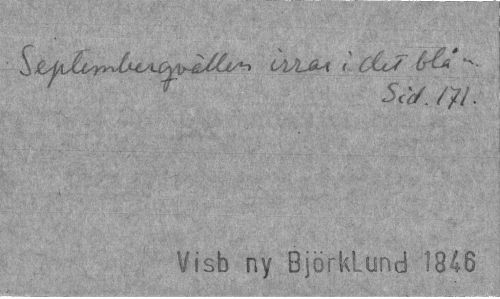 Septemberqvällen irrar i det blå
Sid. 171.
Visb ny Björklund 1846